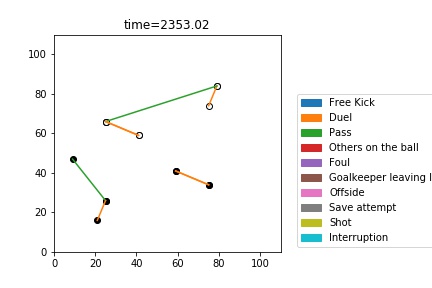 time=2353.02
100
80
60
40
20
0
0 20 40 60 80 100
Free Kick
Duel
Pass
Others on the ball
Foul
Goalkeeper leaving l
Offside
Save attempt
Shot
Interruption